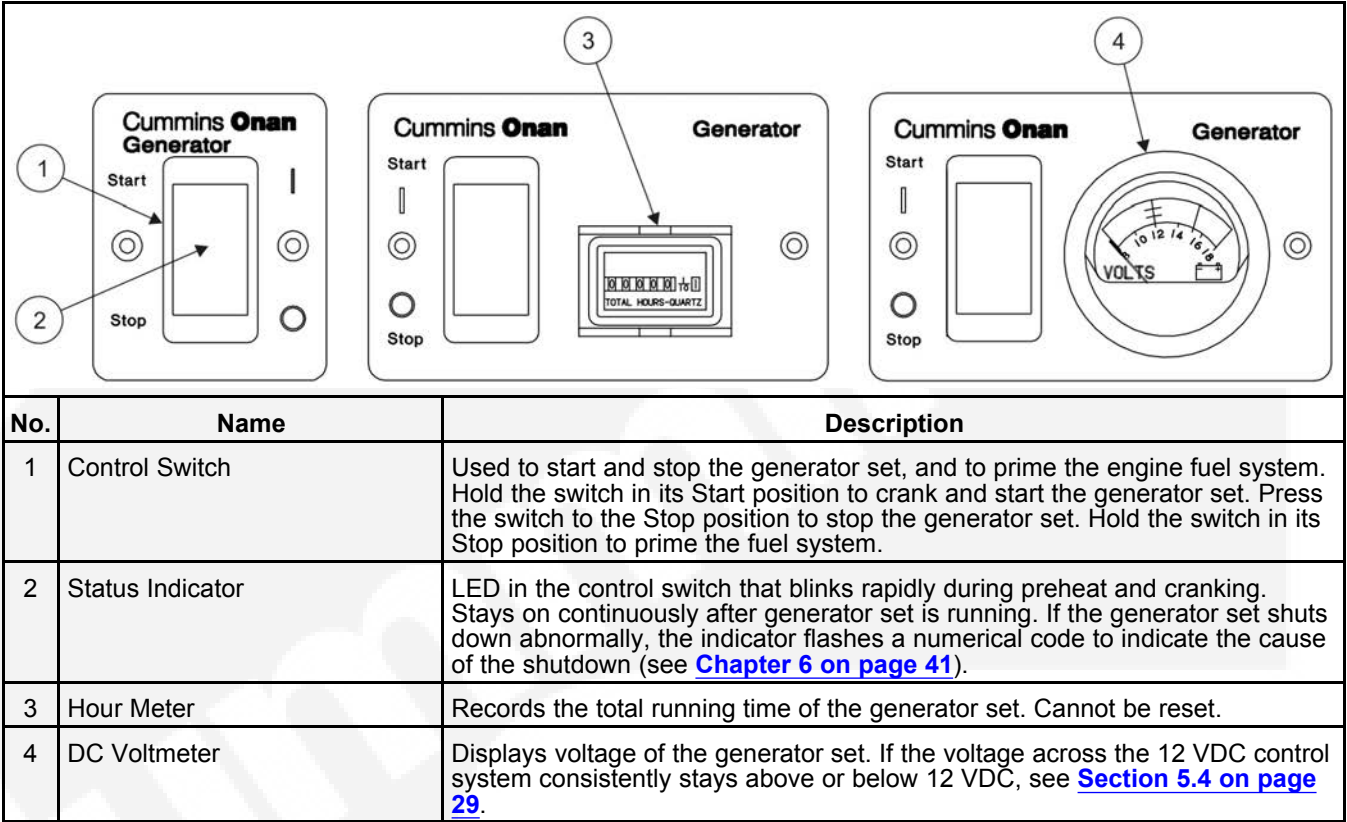 3
4
Cummins Onan
Generator
1
Start
2
Stop
Cummins Onan Generator
Start
Stop
00000 1/10
TOTAL HOURS-QUARTZ
Cummins Onan Generator
Start
Stop
8 10 12 14 16 18
VOLTS
No. Name Description
1 Control Switch Used to start and stop the generator set, and to prime the engine fuel system.
Hold the switch in its Start position to crank and start the generator set. Press
the switch to the Stop position to stop the generator set. Hold the switch in its
Stop position to prime the fuel system.
2 Status Indicator LED in the control switch that blinks rapidly during preheat and cranking.
Stays on continuously after generator set is running. If the generator set shuts
down abnormally, the indicator flashes a numerical code to indicate the cause
of the shutdown (see Chapter 6 on page 41).
3 Hour Meter Records the total running time of the generator set. Cannot be reset.
4 DC Voltmeter Displays voltage of the generator set. If the voltage across the 12 VDC control
system consistently stays above or below 12 VDC, see Section 5.4 on page
29.